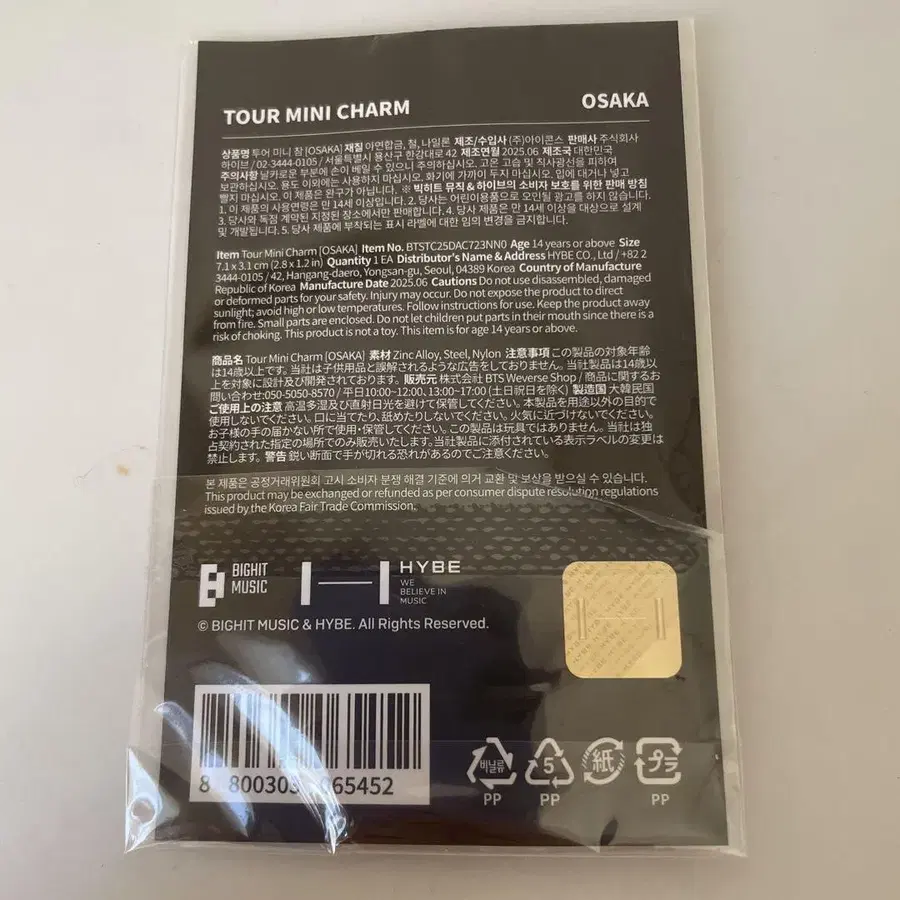 TOUR MINI CHARM
OSAKA
상품명 투어 미니 참 [OSAKA] 재질 아연합금, 철, 나일론 제조/수입사 (주)아이콘스 판매사 주식회사
하이브 / 02-3444-0105 / 서울특별시 용산구 한강대로 42 제조연월 2025.06 제조국 대한민국
주의사항 날카로운 부분에 손이 베일 수 있으니 주의하십시오. 고온 고습 및 직사광선을 피하여
보관하십시오. 용도 이외에는 사용하지 마십시오. 화기에 가까이 두지 마십시오. 입에 대거나 넣고
빨지 마십시오. 이 제품은 완구가 아닙니다. ※ 빅히트 뮤직 & 하이브의 소비자 보호를 위한 판매 방침
1. 이 제품의 사용연령은 만 14세 이상입니다. 2. 당사는 어린이용품으로 오인될 광고를 하지 않습니다.
3. 당사와 독점 계약된 지정된 장소에서만 판매합니다. 4. 당사 제품은 만 14세 이상을 대상으로 설계
및 개발됩니다. 5. 당사 제품에 부착되는 표시 라벨에 대한 임의 변경을 금지합니다.
Item Tour Mini Charm [OSAKA] Item No. BTSTC25DAC723NN0 Age 14 years or above Size
7.1 x 3.1 cm (2.8 x 1.2 in) Quantity 1 EA Distributor's Name & Address HYBE CO., Ltd / +82 2
3444-0105 / 42, Hangang-daero, Yongsan-gu, Seoul, 04389 Korea Country of Manufacture
Republic of Korea Manufacture Date 2025.06 Cautions Do not use disassembled, damaged
or deformed parts for your safety. Injury may occur. Do not expose the product to direct
sunlight; avoid high or low temperatures. Follow instructions for use. Keep the product away
from fire. Small parts are enclosed. Do not let children put parts in their mouth since there is a
risk of choking. This product is not a toy. This item is for age 14 years or above.
商品名 Tour Mini Charm [OSAKA] 素材 Zinc Alloy, Steel, Nylon 注意事項 この製品の対象年齢
は14歳以上です。当社は子供用品と誤解されるような広告をしておりません。当社製品は14歳以
上を対象に設計及び開発されております。販売元 株式会社 BTS Weverse Shop / 商品に関するお
問い合わせ:050-5050-8570 / 平日10:00~12:00, 13:00~17:00 (土日祝日を除く) 製造国 大韓民国
ご使用上の注意 高温多湿及び直射日光を避けて保管してください。本製品を用途以外の目的で
使用しないでください。口に当てたり、舐めたりしないでください。火気に近づけないでください。
お子様の手の届かない所で使用・保管してください。この製品は玩具ではありません。当社は独
占契約された指定の場所でのみ販売いたします。当社製品に添付されている表示ラベルの変更は
禁止します。警告 鋭い断面で手が切れる恐れがあるのでご注意ください。
본 제품은 공정거래위원회 고시 소비자 분쟁 해결 기준에 의거 교환 및 보상을 받으실 수 있습니다.
This product may be exchanged or refunded as per consumer dispute resolution regulations
issued by the Korea Fair Trade Commission.
BIGHIT
MUSIC
HYBE
WE
BELIEVE IN
MUSIC
© BIGHIT MUSIC & HYBE. All Rights Reserved.
8 800303 065452
비닐류
PP
5
PP
紙
プラ
PP